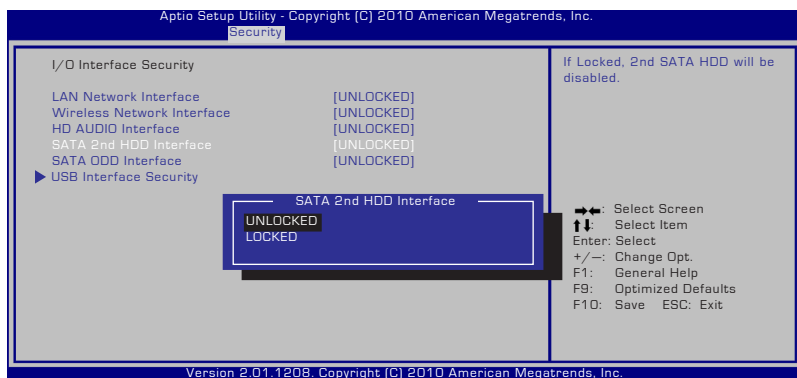 Aptio Setup Utility - Copyright (C) 2010 American Megatrends, Inc.
Security
I/O Interface Security
LAN Network Interface [UNLOCKED]
Wireless Network Interface [UNLOCKED]
HD AUDIO Interface [UNLOCKED]
SATA 2nd HDD Interface [UNLOCKED]
SATA ODD Interface [UNLOCKED]
USB Interface Security
SATA 2nd HDD Interface
UNLOCKED
LOCKED
If Locked, 2nd SATA HDD will be
disabled.
→←: Select Screen
↑↓: Select Item
Enter: Select
+/—: Change Opt.
F1: General Help
F9: Optimized Defaults
F10: Save ESC: Exit
Version 2.01.1208. Copyright (C) 2010 American Megatrends, Inc.